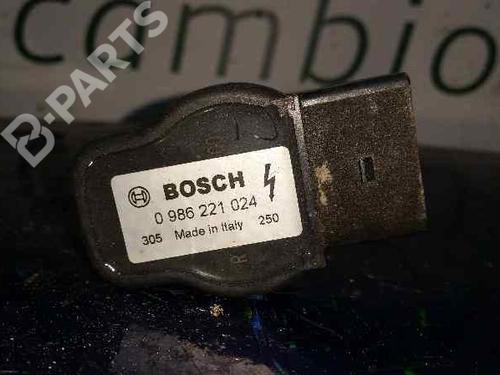 cambio
B-PARTS
BOSCH
0 986 221 024
305 Made in Italy 250
R